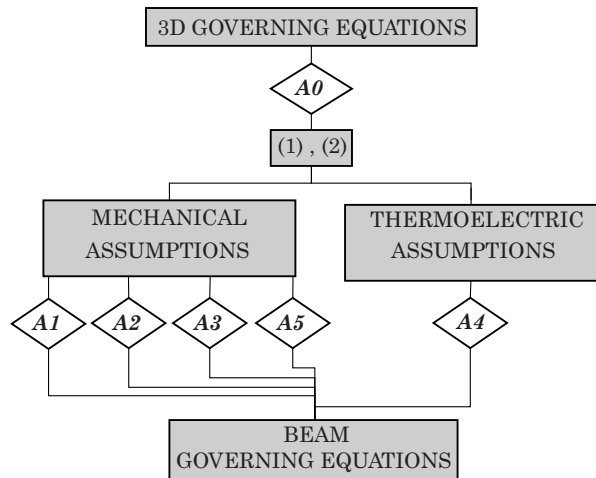 3D GOVERNING EQUATIONS
A0
(1) , (2)
MECHANICAL
ASSUMPTIONS
THERMOELECTRIC
ASSUMPTIONS
A1
A2
A3
A5
A4
BEAM
GOVERNING EQUATIONS